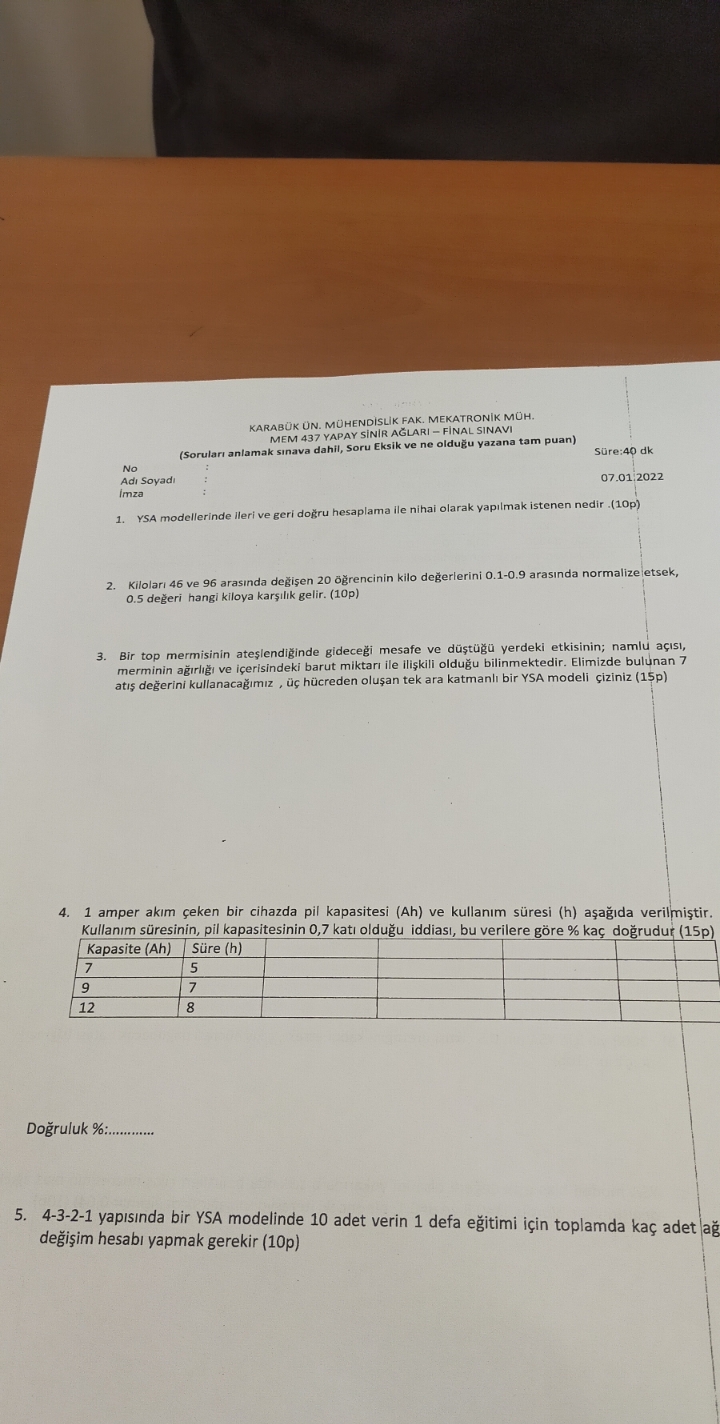 KARABÜK ÜN. MÜHENDİSLİK FAK. MEKATRONİK MÜH.
MEM 437 YAPAY SİNİR AĞLARI – FİNAL SINAVI
(Soruları anlamak sınava dahil, Soru Eksik ve ne olduğu yazana tam puan)
Süre:40 dk
No :
Adı Soyadı : 07.01.2022
İmza :
1. YSA modellerinde ileri ve geri doğru hesaplama ile nihai olarak yapılmak istenen nedir .(10p)
2. Kiloları 46 ve 96 arasında değişen 20 öğrencinin kilo değerlerini 0.1-0.9 arasında normalize etsek,
0.5 değeri hangi kiloya karşılık gelir. (10p)
3. Bir top mermisinin ateşlendiğinde gideceği mesafe ve düştüğü yerdeki etkisinin; namlu açısı,
merminin ağırlığı ve içerisindeki barut miktarı ile ilişkili olduğu bilinmektedir. Elimizde bulunan 7
atış değerini kullanacağımız , üç hücreden oluşan tek ara katmanlı bir YSA modeli çiziniz (15p)
4. 1 amper akım çeken bir cihazda pil kapasitesi (Ah) ve kullanım süresi (h) aşağıda verilmiştir.
Kullanım süresinin, pil kapasitesinin 0,7 katı olduğu iddiası, bu verilere göre % kaç doğrudur (15p)
Kapasite (Ah) Süre (h)
7 5
9 7
12 8
Doğruluk %:............
5. 4-3-2-1 yapısında bir YSA modelinde 10 adet verin 1 defa eğitimi için toplamda kaç adet ağ
değişim hesabı yapmak gerekir (10p)